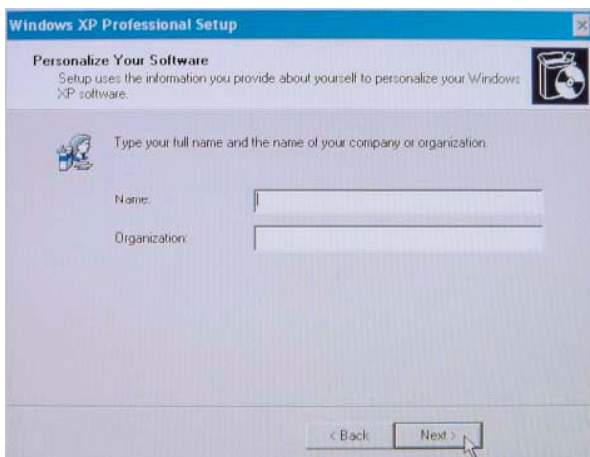 Windows XP Professional Setup
Personalize Your Software
Setup uses the information you provide about yourself to personalize your Windows
XP software.
Type your full name and the name of your company or organization.
Name:
Organization:
< Back
Next >